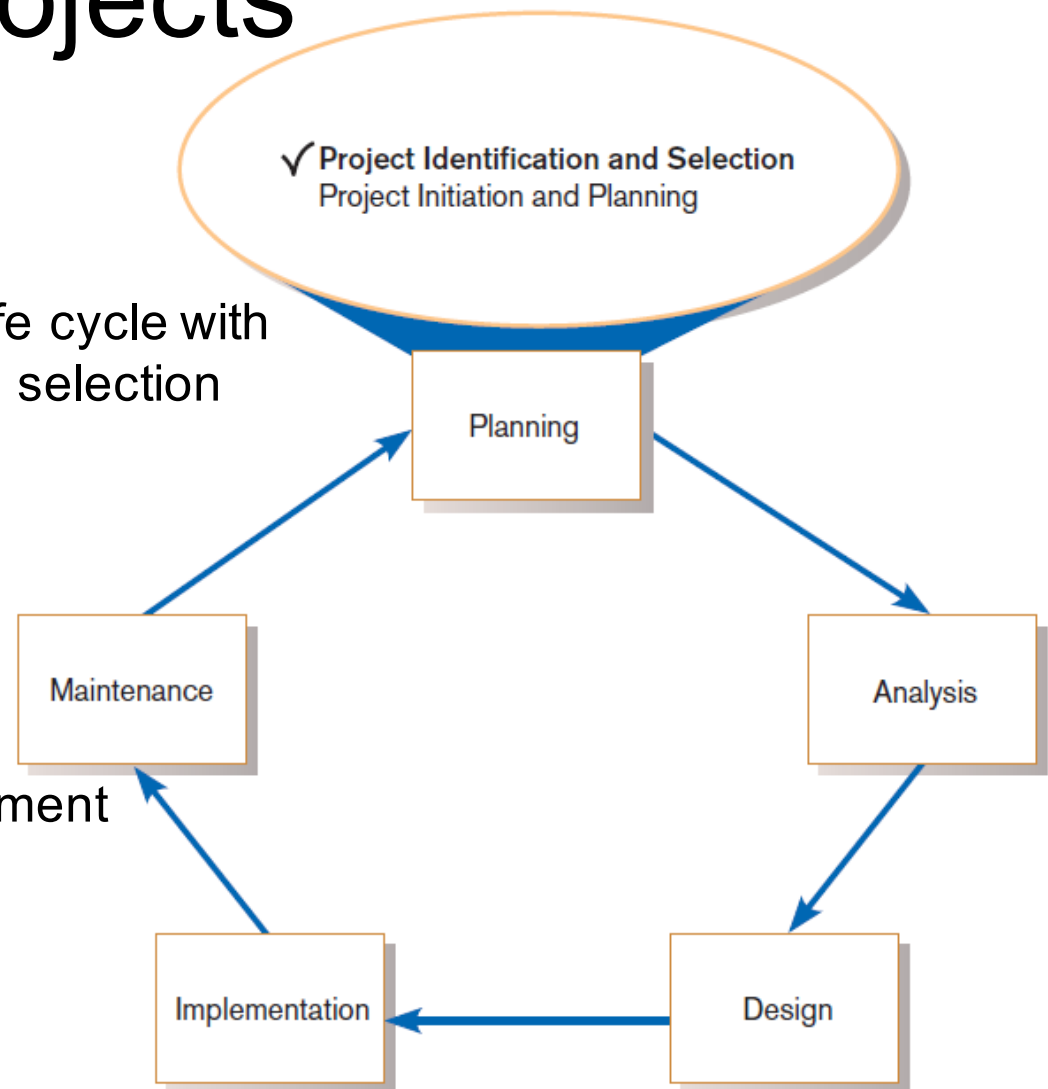 ojects
✓ Project Identification and Selection
Project Initiation and Planning
fe cycle with
selection
Planning
Maintenance
Analysis
ment
Implementation
Design